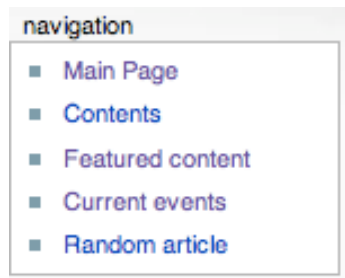 navigation
Main Page
Contents
Featured content
Current events
Random article